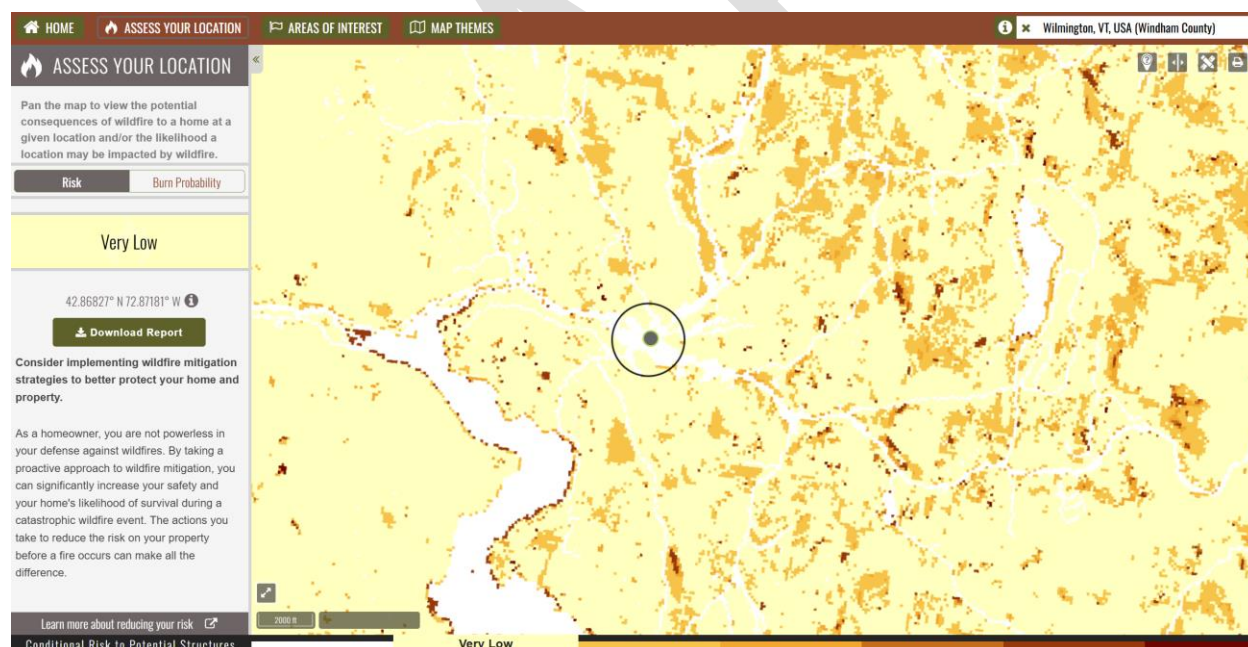 HOME
ASSESS YOUR LOCATION
AREAS OF INTEREST
MAP THEMES
Wilmington, VT, USA (Windham County)
ASSESS YOUR LOCATION
Pan the map to view the potential
consequences of wildfire to a home at a
given location and/or the likelihood a
location may be impacted by wildfire.
Risk
Burn Probability
Very Low
42.86827° N 72.87181° W
Download Report
Consider implementing wildfire mitigation
strategies to better protect your home and
property.
As a homeowner, you are not powerless in
your defense against wildfires. By taking a
proactive approach to wildfire mitigation, you
can significantly increase your safety and
your home's likelihood of survival during a
catastrophic wildfire event. The actions you
take to reduce the risk on your property
before a fire occurs can make all the
difference.
2000 ft
Learn more about reducing your risk
Conditional Risk to Potential Structures
Very Low